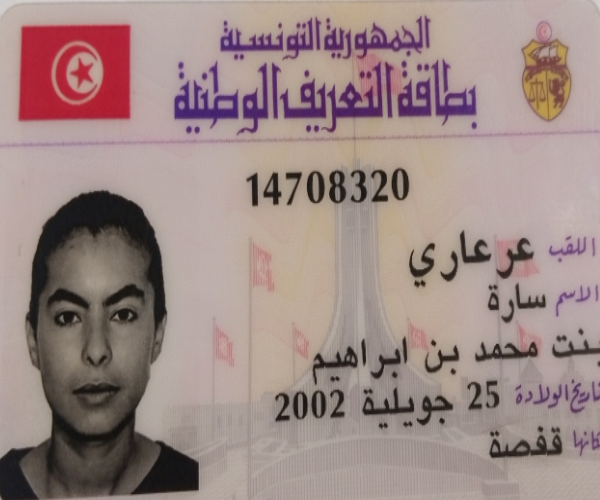 الجمهورية التونسية
بطاقة التعريف الوطنية
14708320
اللقب عرعاري
الاسم سارة
بنت محمد بن ابراهيم
تاريخ الولادة 25 جويلية 2002
مكانها قفصة